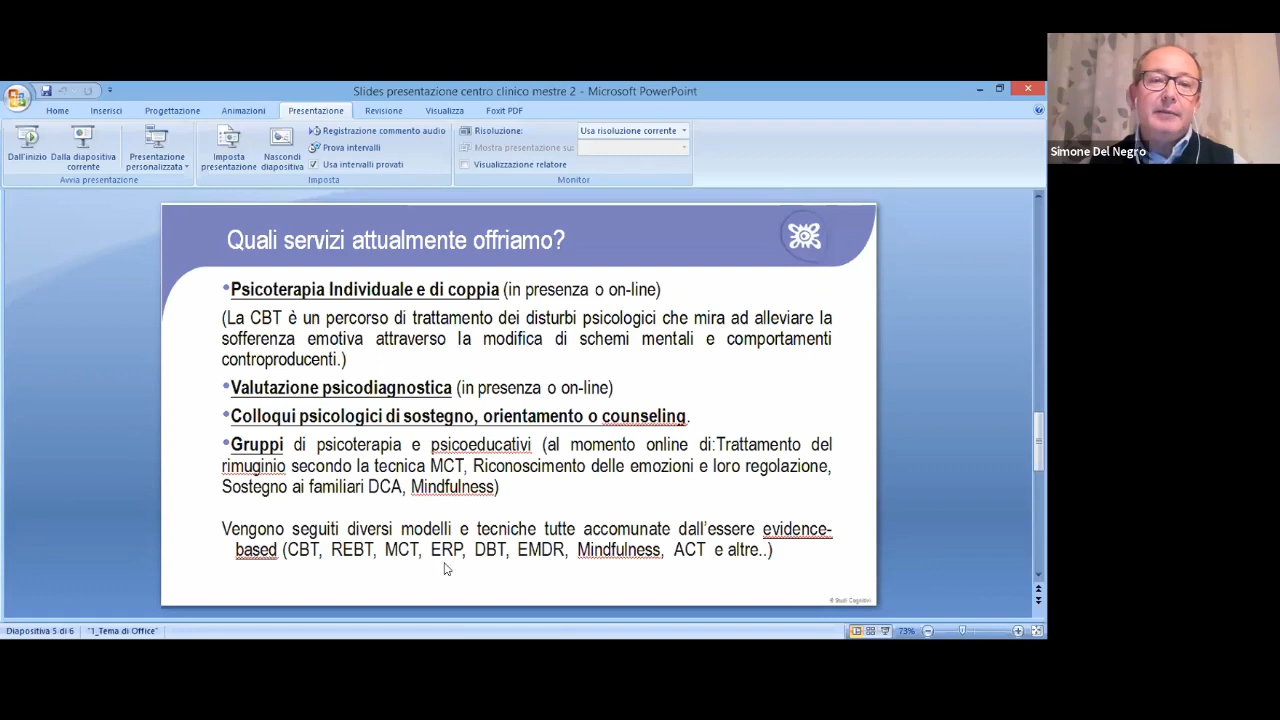 Slides presentazione centro clinico mestre 2 - Microsoft PowerPoint
Home Inserisci Progettazione Animazioni Presentazione Revisione Visualizza Foxit PDF
Dall'inizio
Dalla diapositiva corrente
Presentazione personalizzata
Avvia presentazione
Imposta presentazione
Nascondi diapositiva
Registrazione commento audio
Prova intervalli
Usa intervalli provati
Imposta
Risoluzione: Usa risoluzione corrente
Mostra presentazione su:
Visualizzazione relatore
Monitor
Simone Del Negro
Quali servizi attualmente offriamo?
•Psicoterapia Individuale e di coppia (in presenza o on-line)
(La CBT è un percorso di trattamento dei disturbi psicologici che mira ad alleviare la
sofferenza emotiva attraverso la modifica di schemi mentali e comportamenti
controproducenti.)
•Valutazione psicodiagnostica (in presenza o on-line)
•Colloqui psicologici di sostegno, orientamento o counseling.
•Gruppi di psicoterapia e psicoeducativi (al momento online di:Trattamento del
rimuginio secondo la tecnica MCT, Riconoscimento delle emozioni e loro regolazione,
Sostegno ai familiari DCA, Mindfulness)
Vengono seguiti diversi modelli e tecniche tutte accomunate dall'essere evidence-
based (CBT, REBT, MCT, ERP, DBT, EMDR, Mindfulness, ACT e altre..)
© Studi Cognitivi
Diapositiva 5 di 6 "1_Tema di Office" 73%